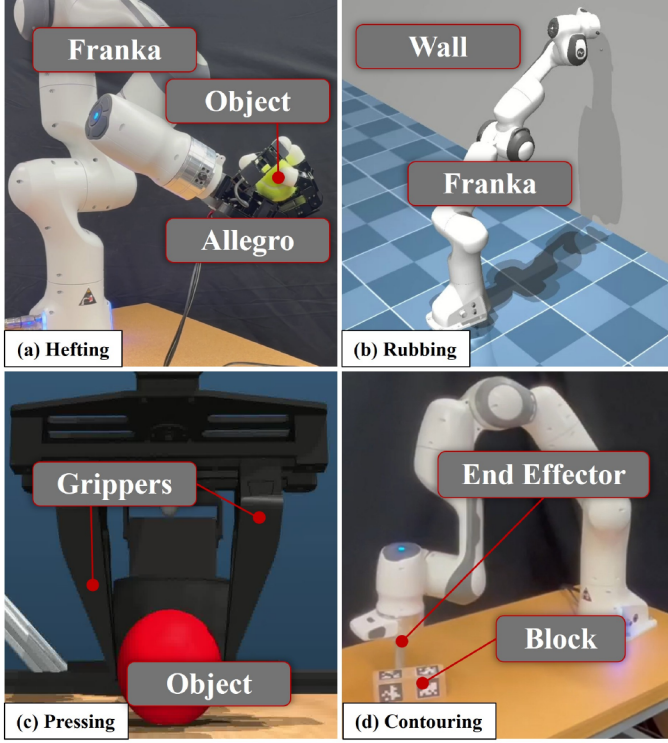 Franka
Object
Allegro
(a) Hefting
Wall
Franka
(b) Rubbing
Grippers
Object
(c) Pressing
End Effector
Block
(d) Contouring